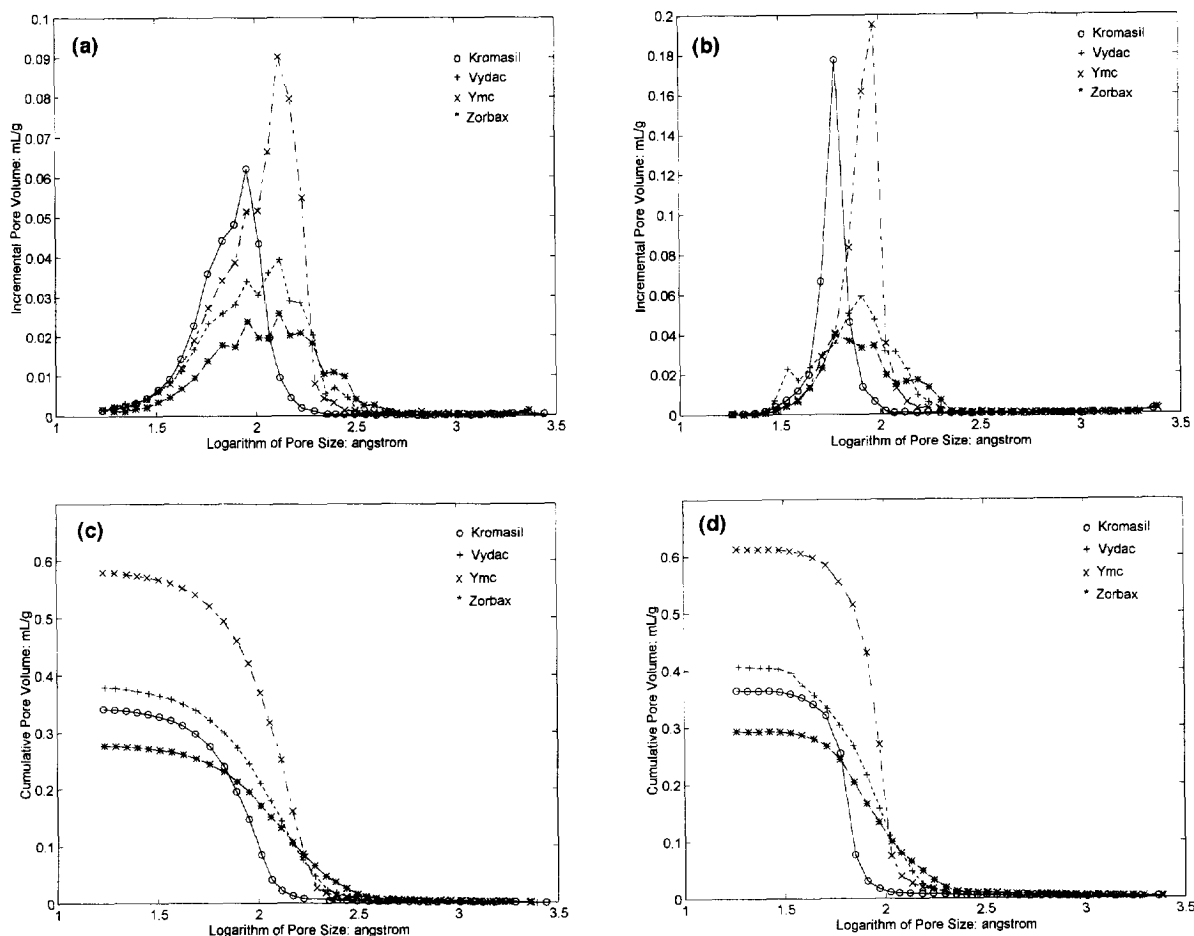 (a)
Kromasil
Vydac
Ymc
Zorbax
0.1
0.09
0.08
0.07
0.06
0.05
0.04
0.03
0.02
0.01
0
1
1.5
2
2.5
3
3.5
Incremental Pore Volume: mL/g
Logarithm of Pore Size: angstrom
(b)
Kromasil
Vydac
Ymc
Zorbax
0.2
0.18
0.16
0.14
0.12
0.10
0.08
0.06
0.04
0.02
0
1
1.5
2
2.5
3
3.5
Incremental Pore Volume: mL/g
Logarithm of Pore Size: angstrom
(c)
Kromasil
Vydac
Ymc
Zorbax
0.6
0.5
0.4
0.3
0.2
0.1
0
1
1.5
2
2.5
3
3.5
Cumulative Pore Volume: mL/g
Logarithm of Pore Size: angstrom
(d)
Kromasil
Vydac
Ymc
Zorbax
0.6
0.5
0.4
0.3
0.2
0.1
0
1
1.5
2
2.5
3
3.5
Cumulative Pore Volume: mL/g
Logarithm of Pore Size: angstrom